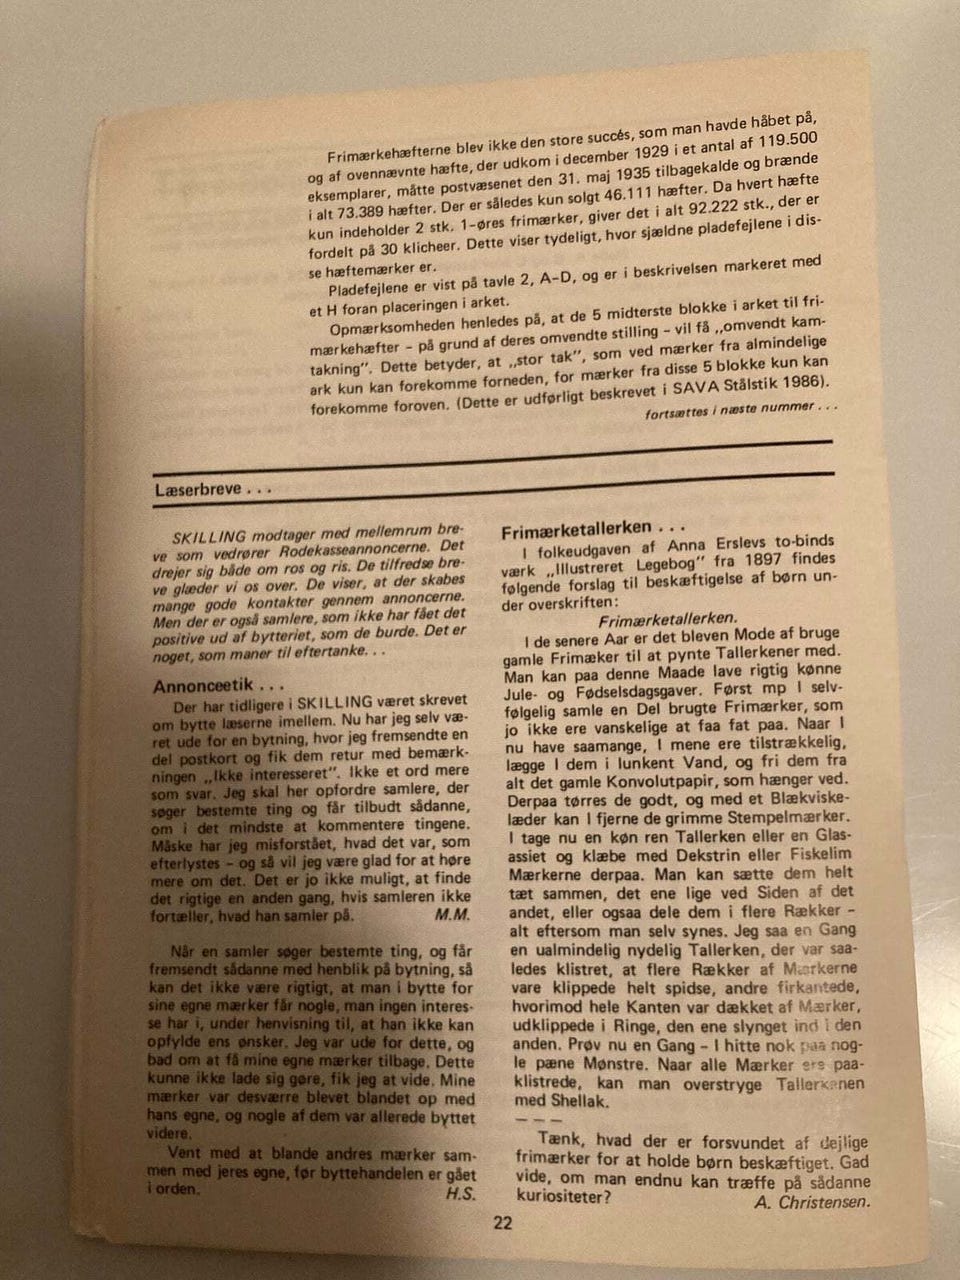 Frimærkehæfterne blev ikke den store succés, som man havde håbet på,
og af ovennævnte hæfte, der udkom i december 1929 i et antal af 119.500
eksemplarer, måtte postvæsenet den 31. maj 1935 tilbagekalde og brænde
i alt 73.389 hæfter. Der er således kun solgt 46.111 hæfter. Da hvert hæfte
kun indeholder 2 stk. 1-øres frimærker, giver det i alt 92.222 stk., der er
fordelt på 30 klicheer. Dette viser tydeligt, hvor sjældne pladefejlene i dis-
se hæftemærker er.
Pladefejlene er vist på tavle 2, A-D, og er i beskrivelsen markeret med
et H foran placeringen i arket.
Opmærksomheden henledes på, at de 5 midterste blokke i arket til fri-
mærkehæfter - på grund af deres omvendte stilling - vil få „omvendt kam-
takning". Dette betyder, at „stor tak", som ved mærker fra almindelige
ark kun kan forekomme forneden, for mærker fra disse 5 blokke kun kan
forekomme foroven. (Dette er udførligt beskrevet i SAVA Stålstik 1986).
fortsættes i næste nummer . . .
Læserbreve . . .
SKILLING modtager med mellemrum bre-
ve som vedrører Rodekasseannoncerne. Det
drejer sig både om ros og ris. De tilfredse bre-
ve glæder vi os over. De viser, at der skabes
mange gode kontakter gennem annoncerne.
Men der er også samlere, som ikke har fået det
positive ud af bytteriet, som de burde. Det er
noget, som maner til eftertanke. . .
Annonceetik . . .
Der har tidligere i SKILLING været skrevet
om bytte læserne imellem. Nu har jeg selv væ-
ret ude for en bytning, hvor jeg fremsendte en
del postkort og fik dem retur med bemærk-
ningen „Ikke interesseret". Ikke et ord mere
som svar. Jeg skal her opfordre samlere, der
søger bestemte ting og får tilbudt sådanne,
om i det mindste at kommentere tingene.
Måske har jeg misforstået, hvad det var, som
efterlystes - og så vil jeg være glad for at høre
mere om det. Det er jo ikke muligt, at finde
det rigtige en anden gang, hvis samleren ikke
fortæller, hvad han samler på. M.M.
Når en samler søger bestemte ting, og får
fremsendt sådanne med henblik på bytning, så
kan det ikke være rigtigt, at man i bytte for
sine egne mærker får nogle, man ingen interes-
se har i, under henvisning til, at han ikke kan
opfylde ens ønsker. Jeg var ude for dette, og
bad om at få mine egne mærker tilbage. Dette
kunne ikke lade sig gøre, fik jeg at vide. Mine
mærker var desværre blevet blandet op med
hans egne, og nogle af dem var allerede byttet
videre.
Vent med at blande andres mærker sam-
men med jeres egne, før byttehandelen er gået
i orden. H.S.
Frimærketallerken . . .
I folkeudgaven af Anna Erslevs to-binds
værk „Illustreret Legebog" fra 1897 findes
følgende forslag til beskæftigelse af børn un-
der overskriften:
Frimærketallerken.
I de senere Aar er det bleven Mode af bruge
gamle Frimæker til at pynte Tallerkener med.
Man kan paa denne Maade lave rigtig kønne
Jule- og Fødselsdagsgaver. Først mp I selv-
følgelig samle en Del brugte Frimærker, som
jo ikke ere vanskelige at faa fat paa. Naar I
nu have saamange, I mene ere tilstrækkelig,
lægge I dem i lunkent Vand, og fri dem fra
alt det gamle Konvolutpapir, som hænger ved.
Derpaa tørres de godt, og med et Blækviske-
læder kan I fjerne de grimme Stempelmærker.
I tage nu en køn ren Tallerken eller en Glas-
assiet og klæbe med Dekstrin eller Fiskelim
Mærkerne derpaa. Man kan sætte dem helt
tæt sammen, det ene lige ved Siden af det
andet, eller ogsaa dele dem i flere Rækker -
alt eftersom man selv synes. Jeg saa en Gang
en ualmindelig nydelig Tallerken, der var saa-
ledes klistret, at flere Rækker af Mærkerne
vare klippede helt spidse, andre firkantede,
hvorimod hele Kanten var dækket af Mærker,
udklippede i Ringe, den ene slynget ind i den
anden. Prøv nu en Gang - I hitte nok paa nog-
le pæne Mønstre. Naar alle Mærker ere paa-
klistrede, kan man overstryge Tallerkenen
med Shellak.
— — —
Tænk, hvad der er forsvundet af dejlige
frimærker for at holde børn beskæftiget. Gad
vide, om man endnu kan træffe på sådanne
kuriositeter? A. Christensen.
22